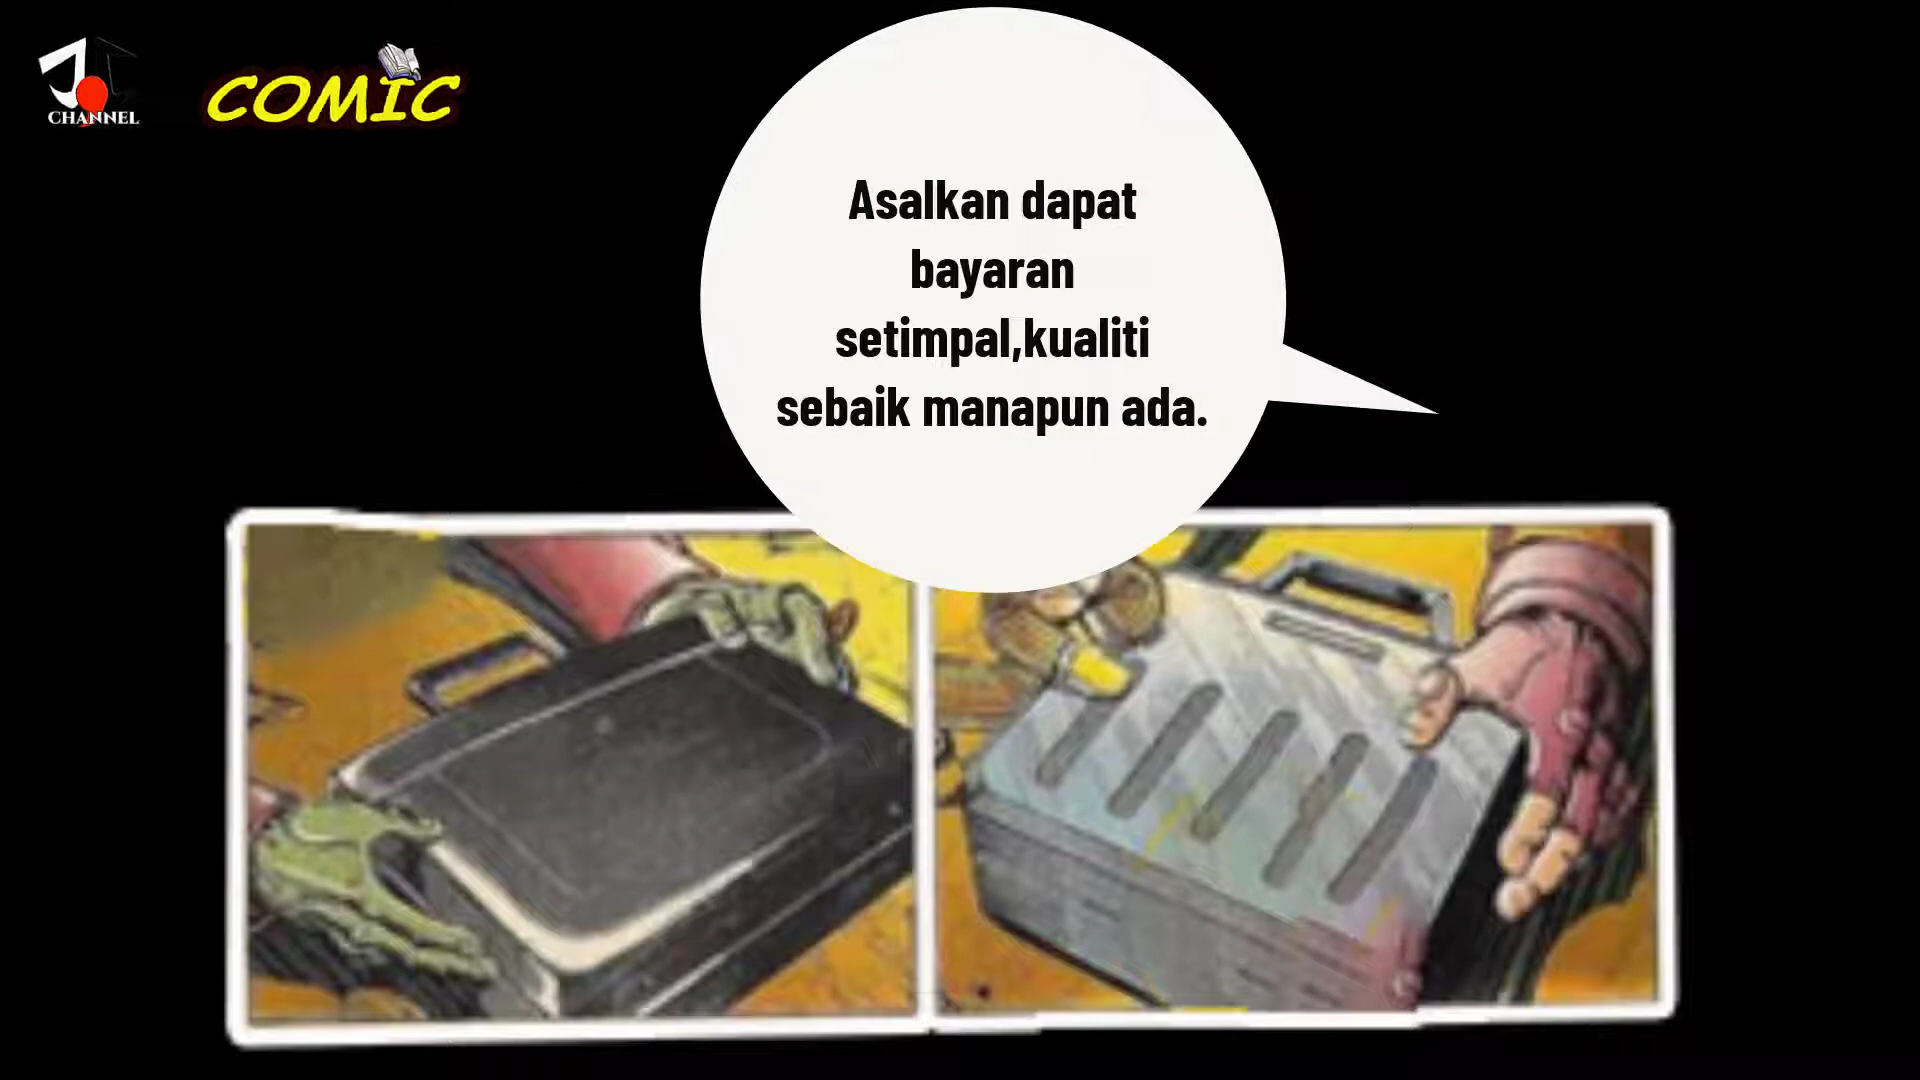 CHANNEL
COMIC
Asalkan dapat
bayaran
setimpal,kualiti
sebaik manapun ada.